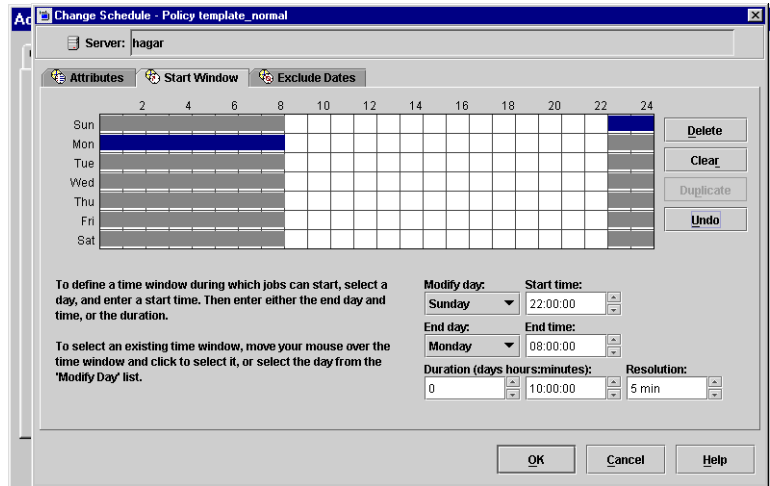 Ad
Change Schedule - Policy template_normal
Server: hagar
Attributes
Start Window
Exclude Dates
2 4 6 8 10 12 14 16 18 20 22 24
Sun
Mon
Tue
Wed
Thu
Fri
Sat
Delete
Clear
Duplicate
Undo
To define a time window during which jobs can start, select a
day, and enter a start time. Then enter either the end day and
time, or the duration.
To select an existing time window, move your mouse over the
time window and click to select it, or select the day from the
'Modify Day' list.
Modify day: Start time:
Sunday 22:00:00
End day: End time:
Monday 08:00:00
Duration (days hours:minutes): Resolution:
0 10:00:00 5 min
OK Cancel Help